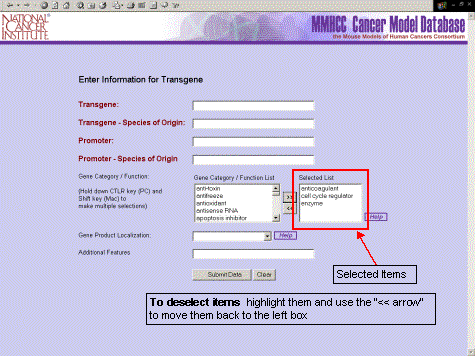 NATIONAL
CANCER
INSTITUTE
MMHCC Cancer Model Database
the Mouse Models of Human Cancers Consortium
Enter Information for Transgene
Transgene:
Transgene - Species of Origin:
Promoter:
Promoter - Species of Origin
Gene Category / Function:
(Hold down CTLR key (PC) and
Shift key (Mac) to
make multiple selections)
Gene Category / Function List
anti-toxin
antifreeze
antioxidant
antisense RNA
apoptosis inhibitor
>>
<<
Selected List
anticoagulant
cell cycle regulator
enzyme
Help
Gene Product Localization:
Help
Additional Features
Submit Data
Clear
Selected Items
To deselect items highlight them and use the "<< arrow"
to move them back to the left box